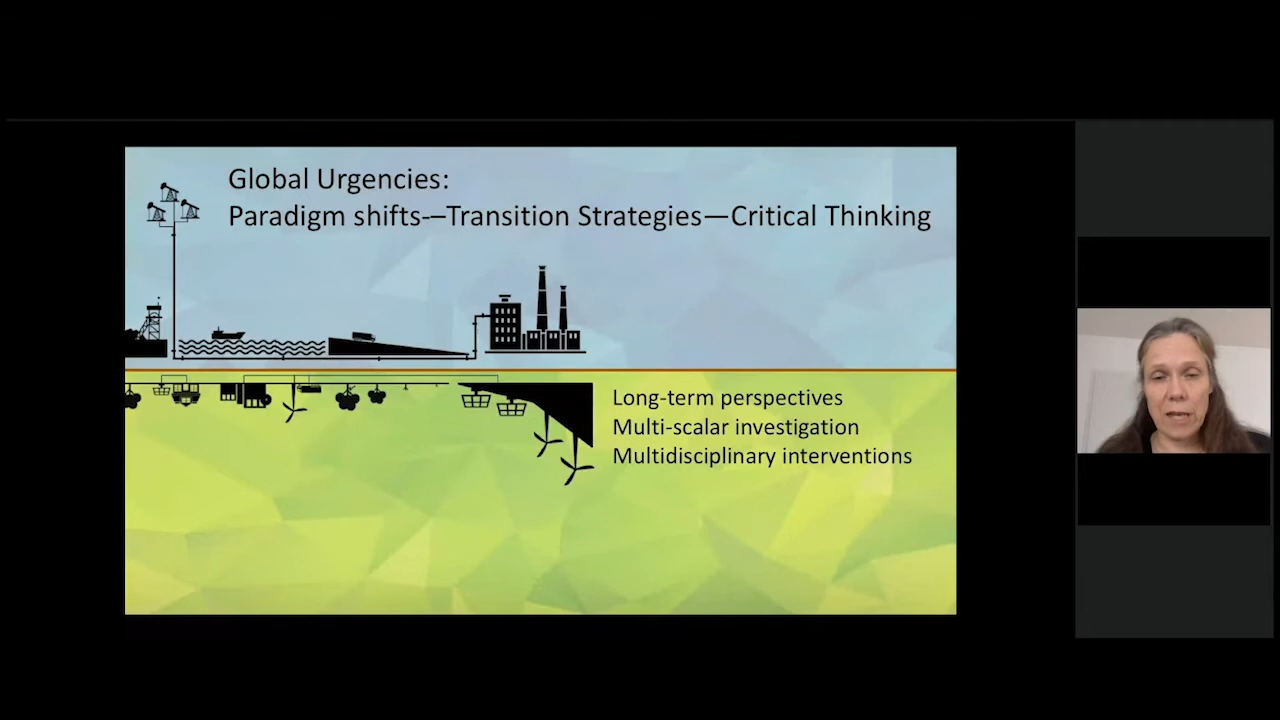 Global Urgencies:
Paradigm shifts-–Transition Strategies—Critical Thinking
Long-term perspectives
Multi-scalar investigation
Multidisciplinary interventions